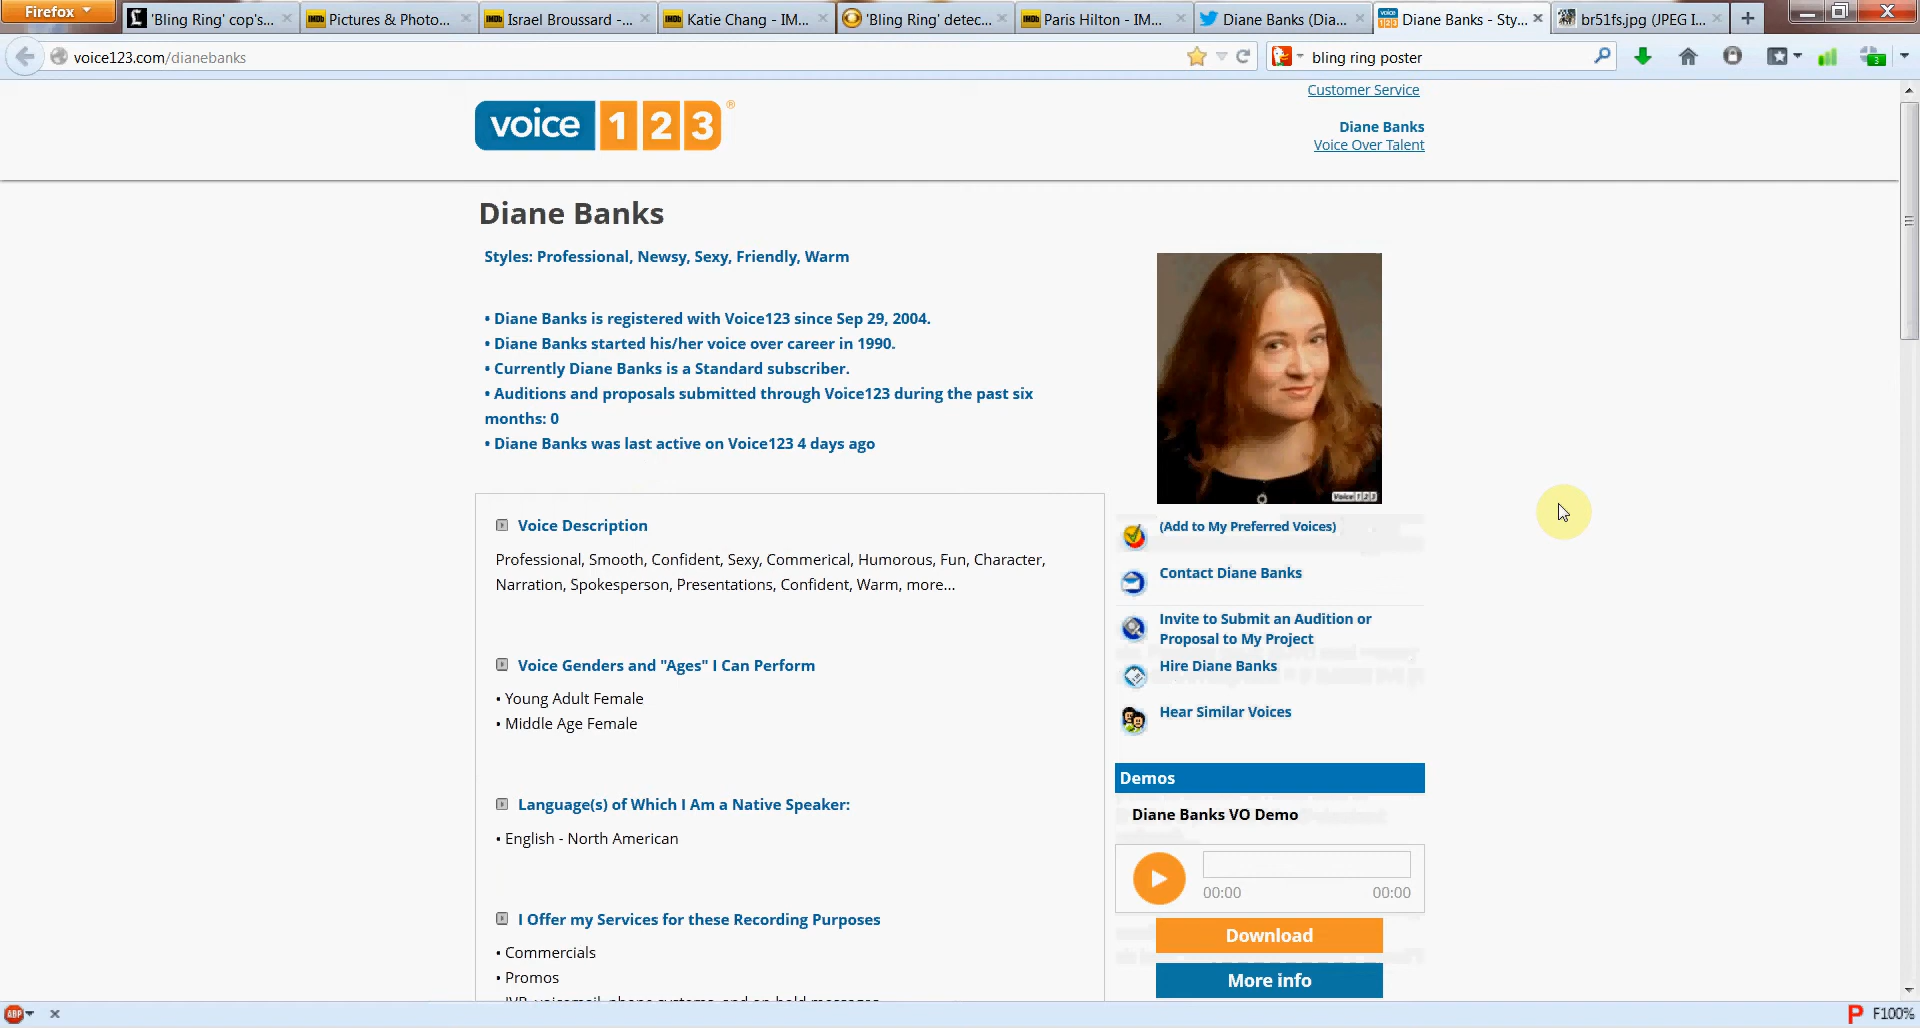 Firefox
'Bling Ring' cop's...
Pictures & Photo...
Israel Broussard -...
Katie Chang - IM...
'Bling Ring' detec...
Paris Hilton - IM...
Diane Banks (Dia...
Diane Banks - Sty...
br51fs.jpg (JPEG I...
voice123.com/dianebanks
bling ring poster
3
voice 1 2 3 ®
Customer Service
Diane Banks
Voice Over Talent
Diane Banks
Styles: Professional, Newsy, Sexy, Friendly, Warm
• Diane Banks is registered with Voice123 since Sep 29, 2004.
• Diane Banks started his/her voice over career in 1990.
• Currently Diane Banks is a Standard subscriber.
• Auditions and proposals submitted through Voice123 during the past six
months: 0
• Diane Banks was last active on Voice123 4 days ago
Voice 1 2 3
Voice Description
Professional, Smooth, Confident, Sexy, Commerical, Humorous, Fun, Character,
Narration, Spokesperson, Presentations, Confident, Warm, more...
Voice Genders and "Ages" I Can Perform
• Young Adult Female
• Middle Age Female
Language(s) of Which I Am a Native Speaker:
• English - North American
I Offer my Services for these Recording Purposes
• Commercials
• Promos
(Add to My Preferred Voices)
Contact Diane Banks
Invite to Submit an Audition or
Proposal to My Project
Hire Diane Banks
Hear Similar Voices
Demos
Diane Banks VO Demo
00:00
00:00
Download
More info
ABP
F100%